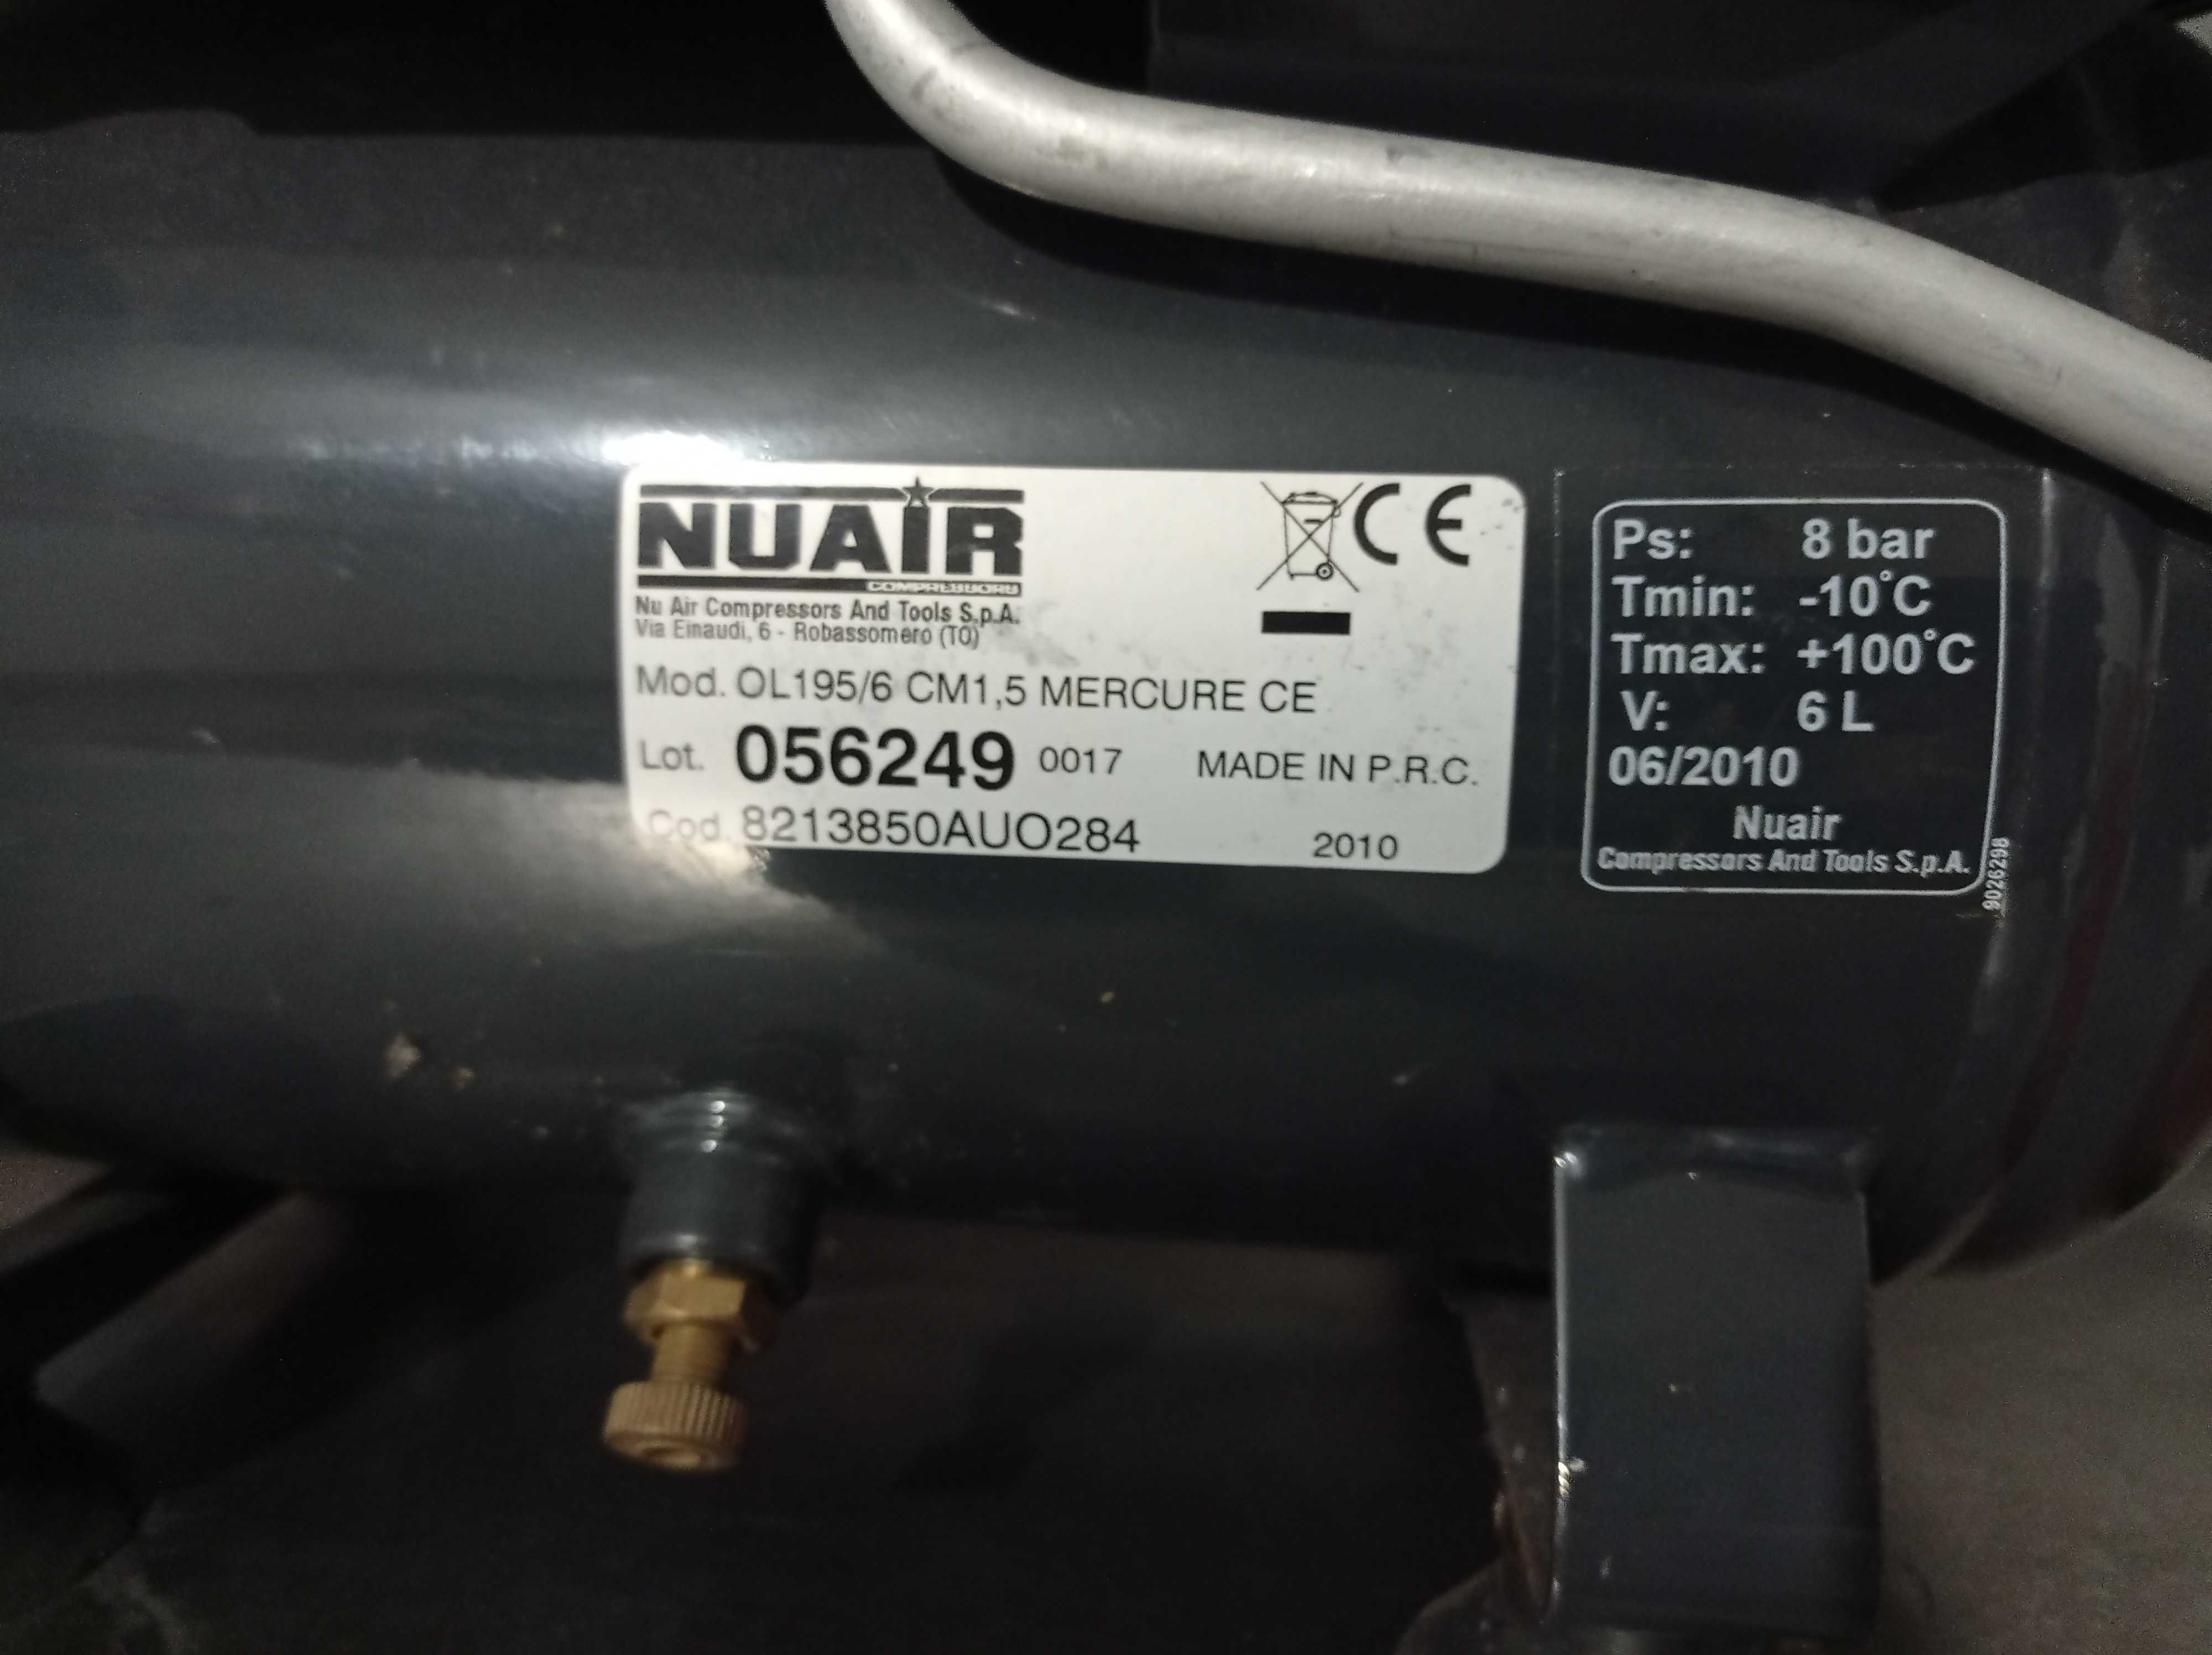 NUAIR
COMPRESSORS
Nu Air Compressors And Tools S.p.A.
Via Einaudi, 6 - Robassomero (TO)
CE
Mod. OL195/6 CM1,5 MERCURE CE
Lot. 056249 0017 MADE IN P.R.C.
Cod. 8213850AUO284 2010
Ps: 8 bar
Tmin: -10°C
Tmax: +100°C
V: 6 L
06/2010
Nuair
Compressors And Tools S.p.A.
9026298